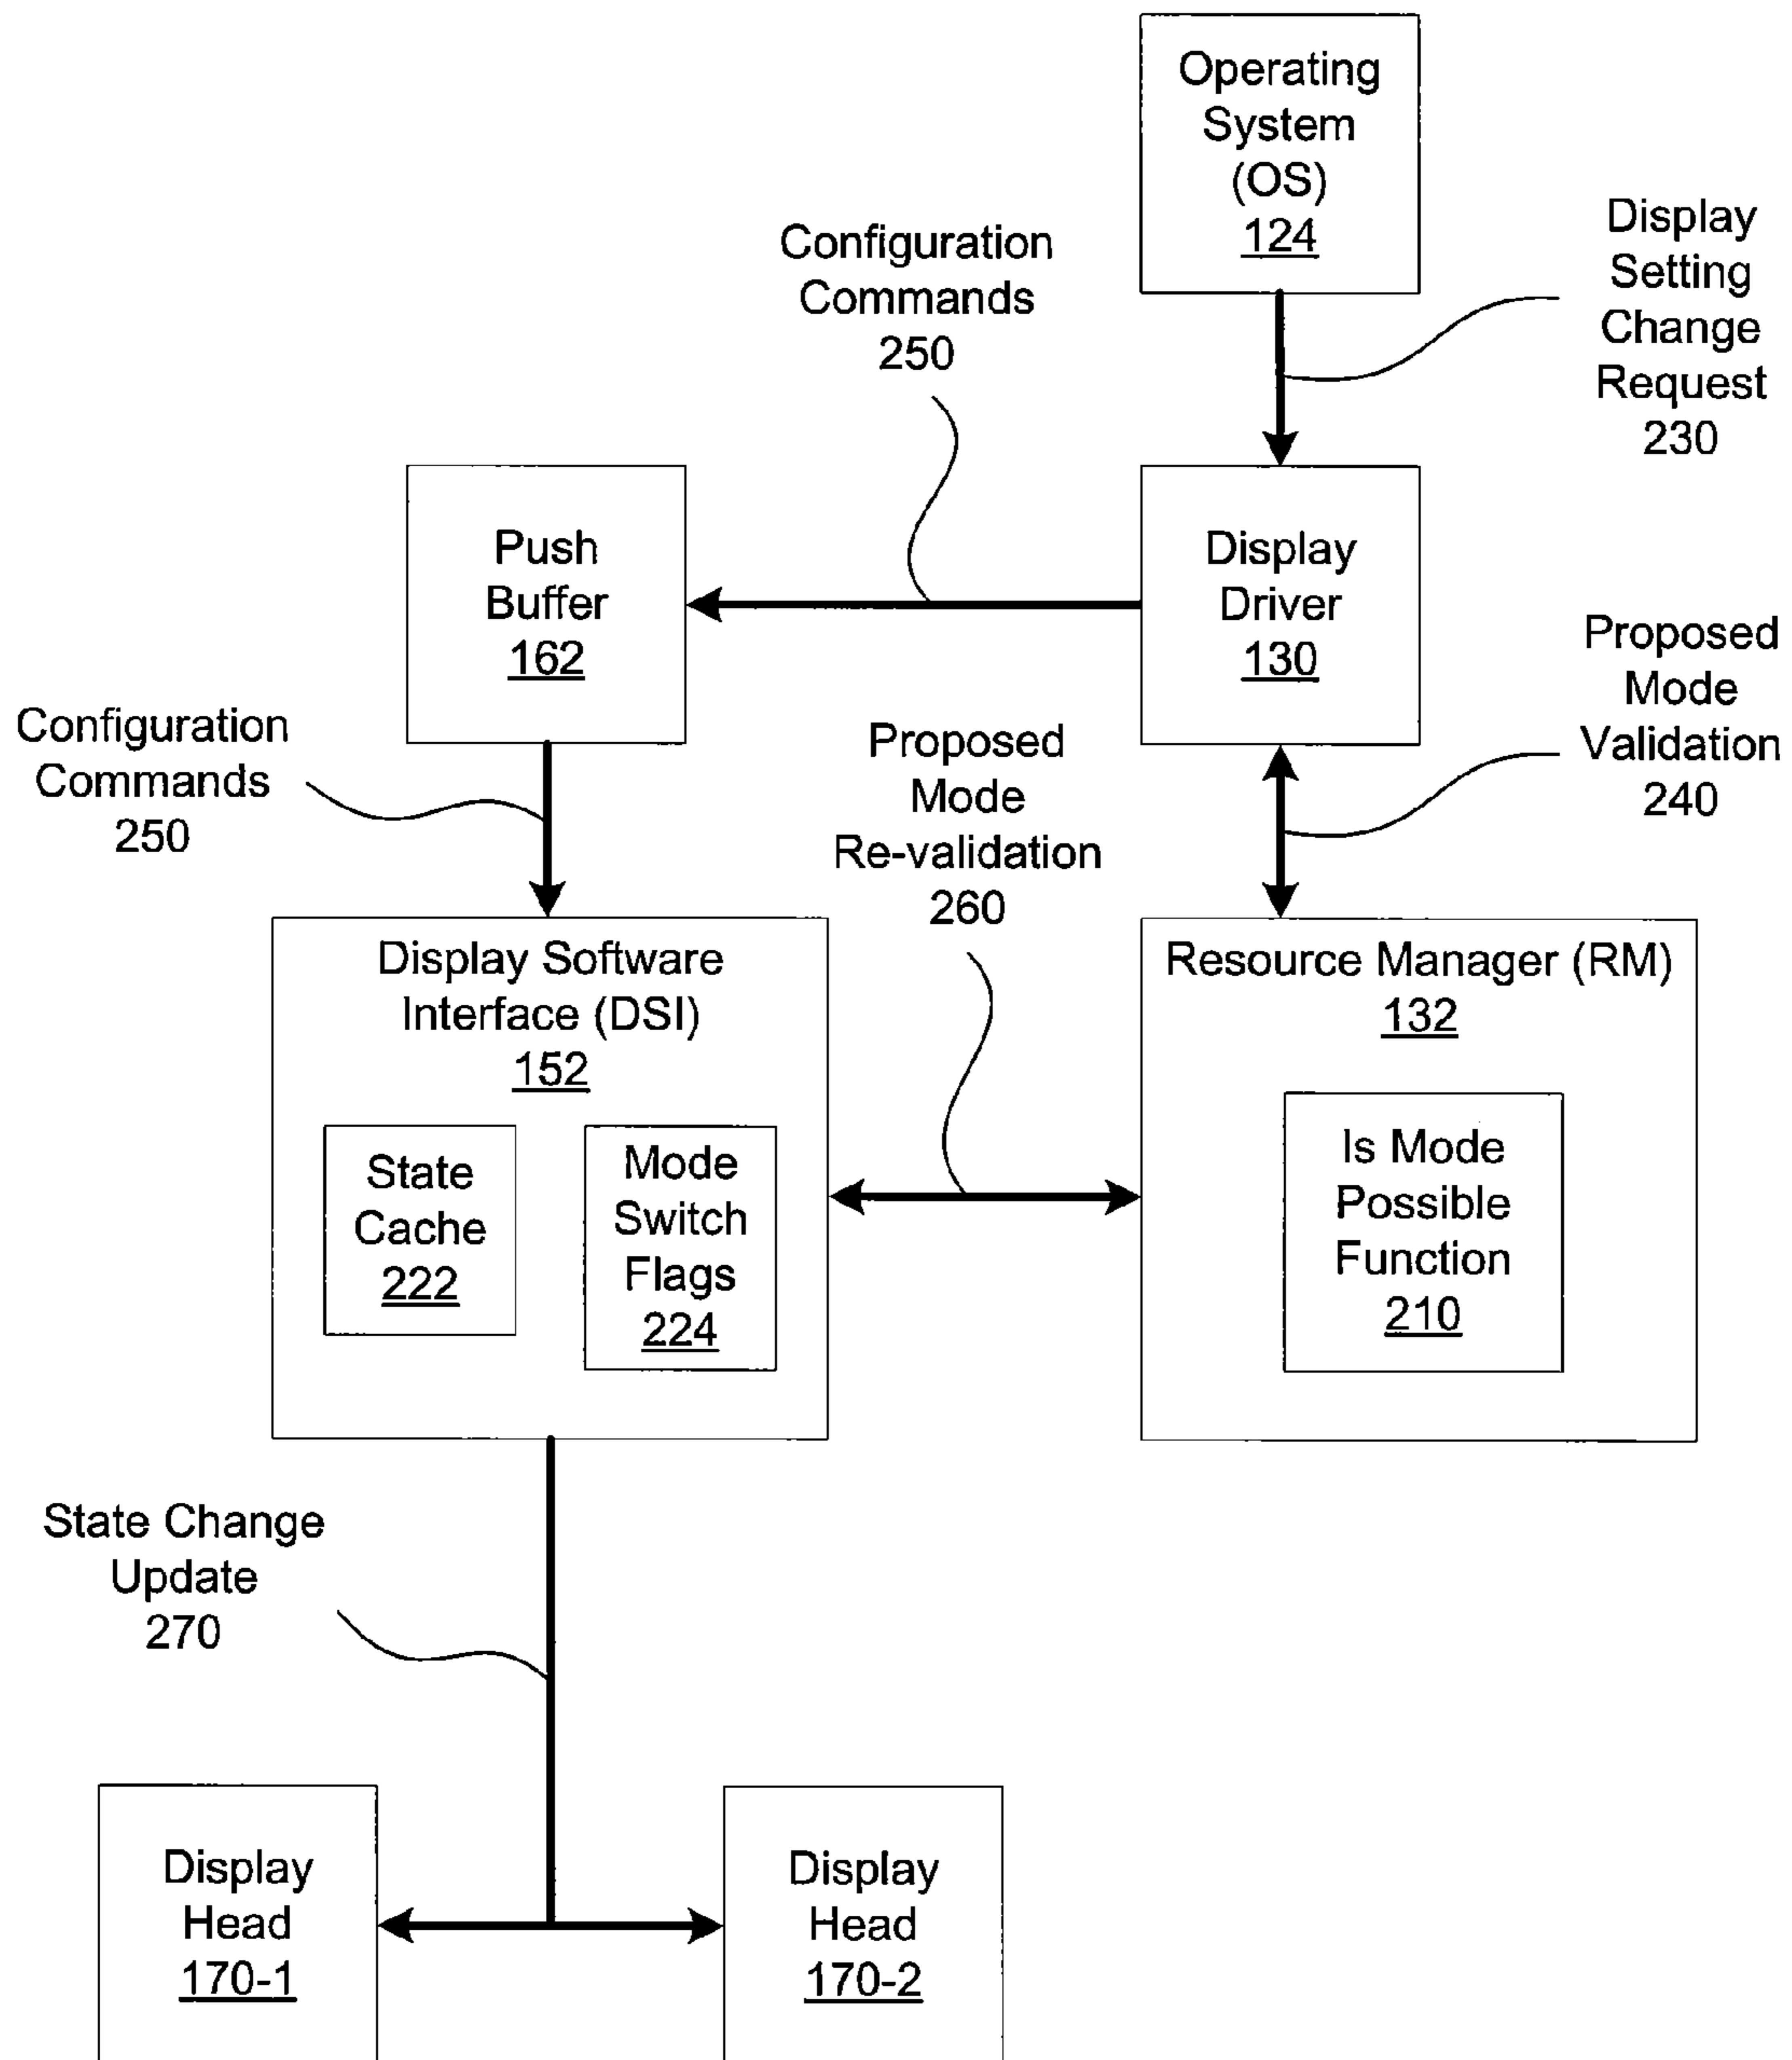 Operating
System
(OS)
124
Display
Setting
Change
Request
230
Configuration
Commands
250
Push
Buffer
162
Display
Driver
130
Proposed
Mode
Validation
240
Configuration
Commands
250
Proposed
Mode
Re-validation
260
Display Software
Interface (DSI)
152
State
Cache
222
Mode
Switch
Flags
224
Resource Manager (RM)
132
Is Mode
Possible
Function
210
State Change
Update
270
Display
Head
170-1
Display
Head
170-2